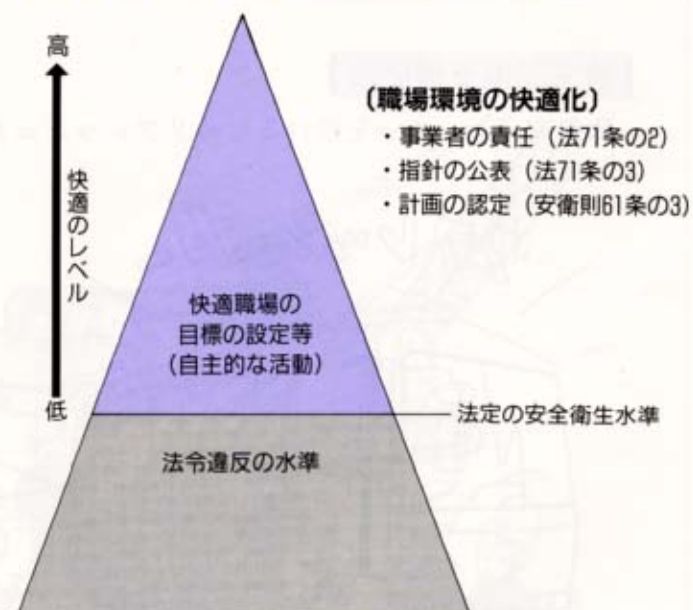 高
快適のレベル
低
〔職場環境の快適化〕
・事業者の責任（法71条の2）
・指針の公表（法71条の3）
・計画の認定（安衛則61条の3）
快適職場の
目標の設定等
（自主的な活動）
法定の安全衛生水準
法令違反の水準